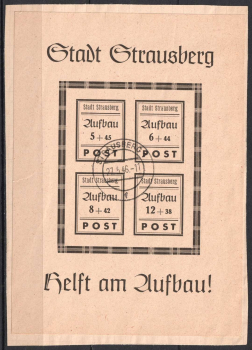 Stadt Strausberg
Stadt Strausberg
Aufbau
5 + 45
POST
Stadt Strausberg
Aufbau
6 + 44
POST
STRAUSBERG
Stadt Strausberg
Aufbau
8 + 42
POST
Stadt Strausberg
Aufbau
12 + 38
POST
Helft am Aufbau!